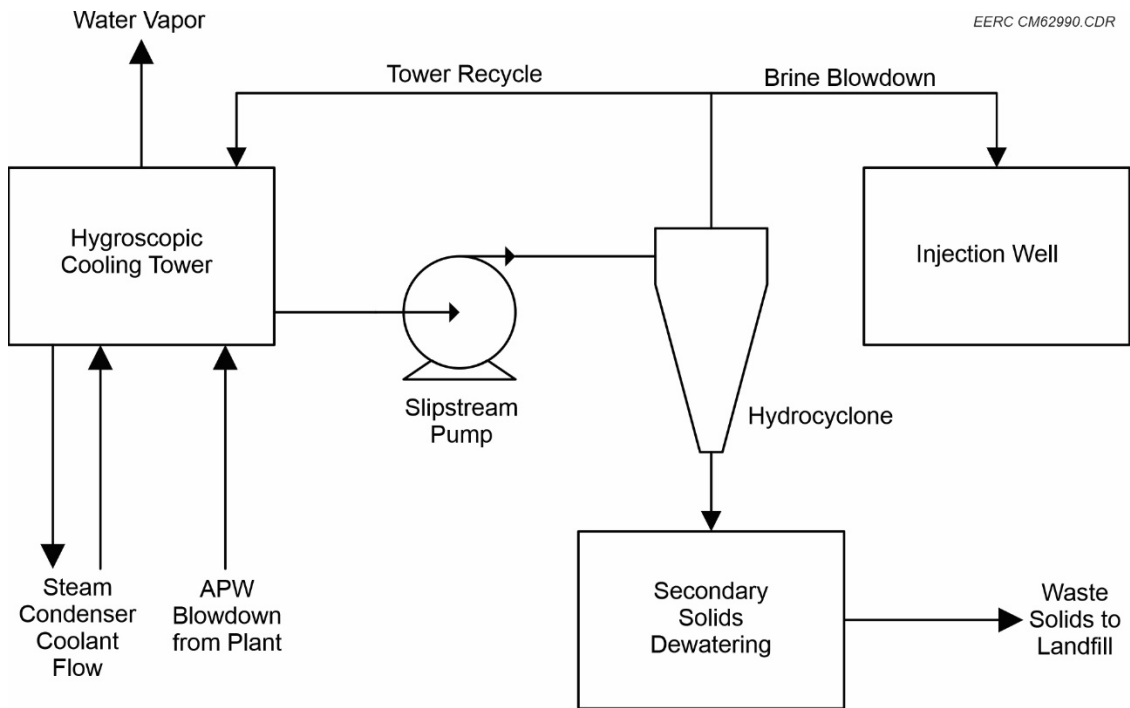 Water Vapor
EERC CM62990.CDR
Tower Recycle
Brine Blowdown
Hygroscopic
Cooling Tower
Injection Well
Slipstream
Pump
Hydrocyclone
Steam
Condenser
Coolant
Flow
APW
Blowdown
from Plant
Secondary
Solids
Dewatering
Waste
Solids to
Landfill